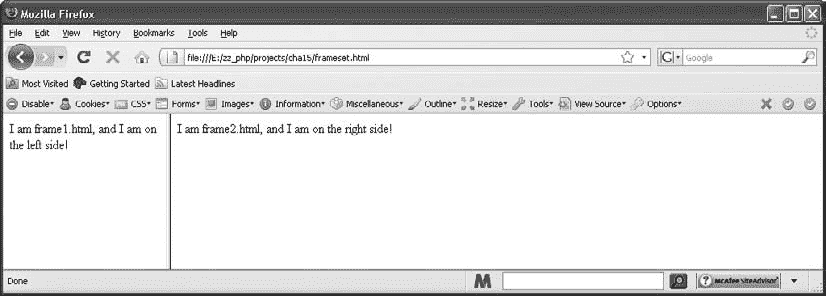 Mozilla Firefox
File Edit View History Bookmarks Tools Help
file:///E:/zz_php/projects/cha15/frameset.html
G Google
Most Visited Getting Started Latest Headlines
Disable Cookies CSS Forms Images Information Miscellaneous Outline Resize Tools View Source Options
I am frame1.html, and I am on
the left side!
I am frame2.html, and I am on the right side!
Done
M
McAfee SiteAdvisor